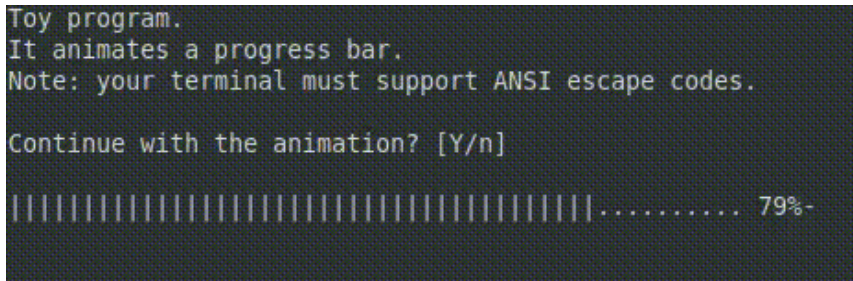 Toy program.
It animates a progress bar.
Note: your terminal must support ANSI escape codes.
Continue with the animation? [Y/n]
||||||||||||||||||||||||||||||||||||||||.......... 79%-